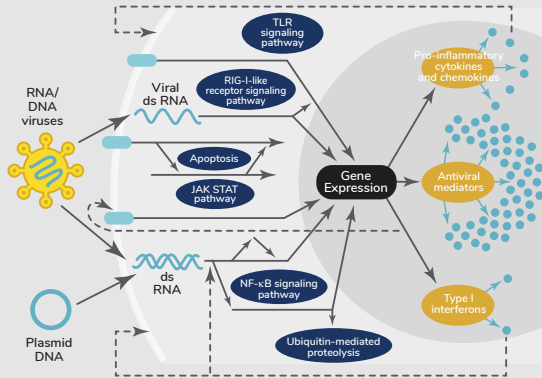 TLR
signaling
pathway
RNA/
DNA
viruses
Viral
ds RNA
RIG-I-like
receptor signaling
pathway
Pro-inflammatory
cytokines
and chemokines
Apoptosis
JAK STAT
pathway
Gene
Expression
Antiviral
mediators
ds
RNA
NF-κB signaling
pathway
Type I
interferons
Plasmid
DNA
Ubiquitin-mediated
proteolysis